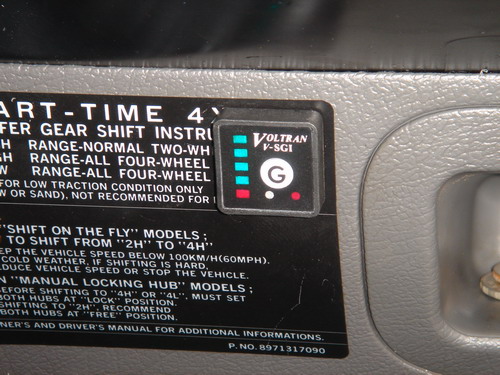 ART-TIME 4
FER GEAR SHIFT INSTRU
H RANGE-NORMAL TWO-WH
GH RANGE-ALL FOUR-WHEEL
W RANGE-ALL FOUR-WHEEL
FOR LOW TRACTION CONDITION ONLY
W OR SAND), NOT RECOMMENDED FOR
VOLTRAN
V-SGI
G
"SHIFT ON THE FLY" MODELS ;
TO SHIFT FROM "2H" TO "4H"
EP THE VEHICLE SPEED BELOW 100KM/H(60MPH).
COLD WEATHER, IF SHIFTING IS HARD,
DUCE VEHICLE SPEED OR STOP THE VEHICLE.
N "MANUAL LOCKING HUB" MODELS ;
EFORE SHIFTING TO "4H" OR "4L", MUST SET
BOTH HUBS AT "LOCK" POSITION.
SHIFTING TO "2H", RECOMMEND
BOTH HUBS AT "FREE" POSITION.
NER'S AND DRIVER'S MANUAL FOR ADDITIONAL INFORMATIONS.
P. NO. 8971317090